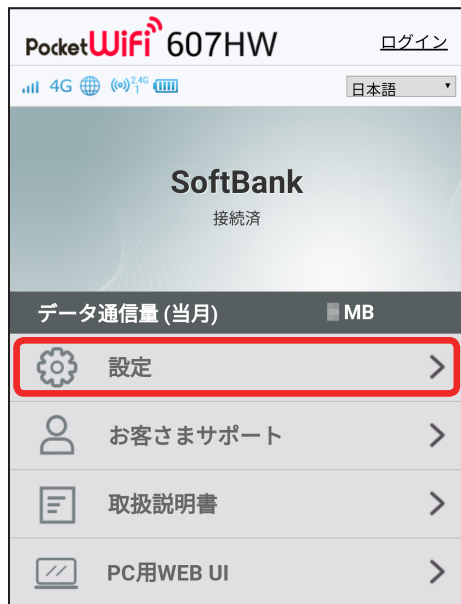 PocketWiFi 607HW
ログイン
4G 2.4G 1
日本語
SoftBank
接続済
データ通信量 (当月) MB
設定
お客さまサポート
取扱説明書
PC用WEB UI